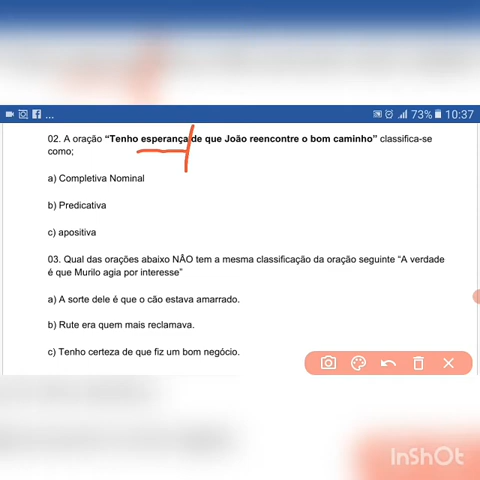 73% 10:37
02. A oração “Tenho esperança de que João reencontre o bom caminho” classifica-se
como;
a) Completiva Nominal
b) Predicativa
c) apositiva
03. Qual das orações abaixo NÃO tem a mesma classificação da oração seguinte “A verdade
é que Murilo agia por interesse”
a) A sorte dele é que o cão estava amarrado.
b) Rute era quem mais reclamava.
c) Tenho certeza de que fiz um bom negócio.
InShOt